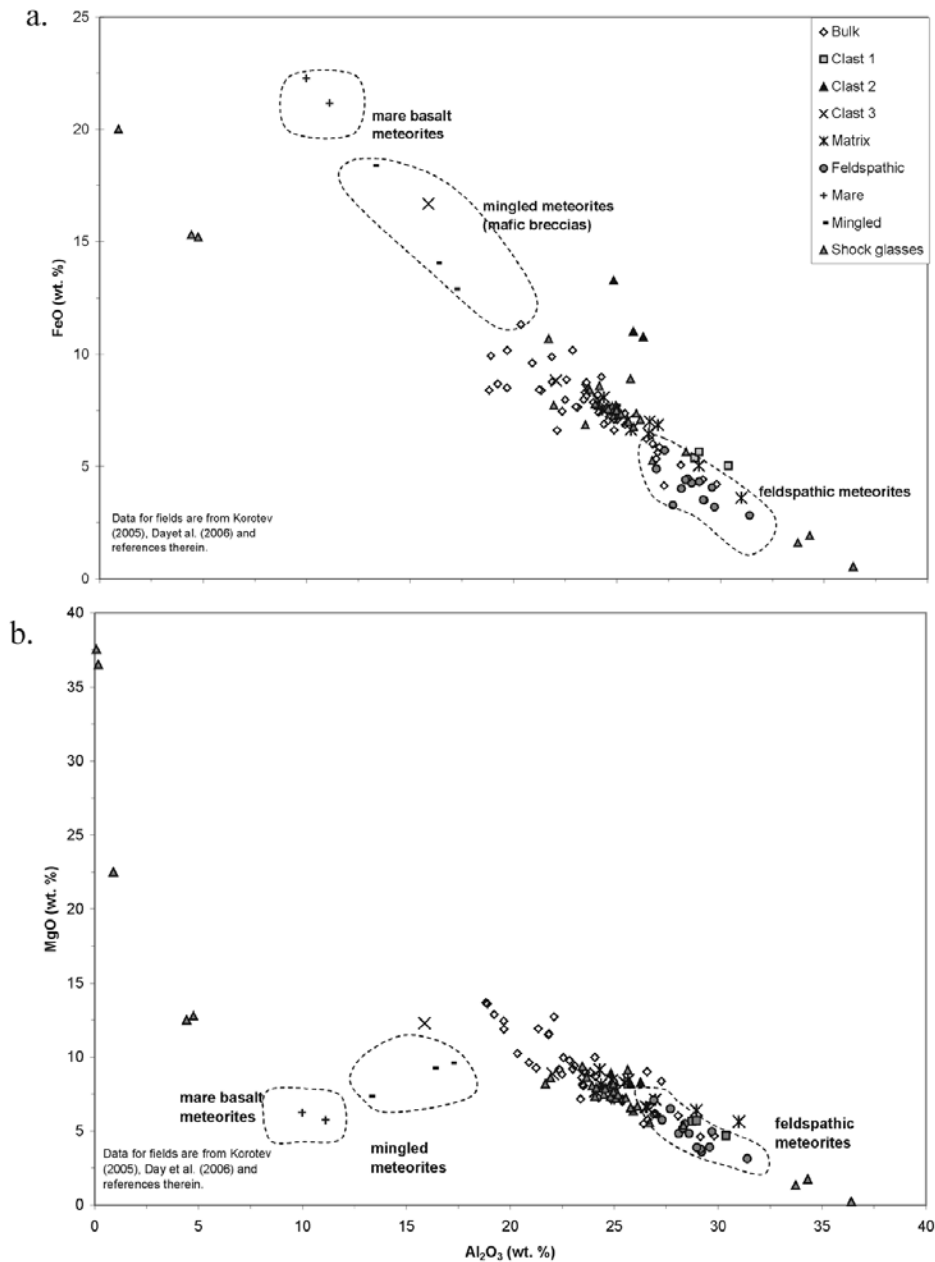 a.
25
20
15
10
5
0
FeO (wt. %)
mare basalt
meteorites
mingled meteorites
(mafic breccias)
feldspathic meteorites
Data for fields are from Korotev
(2005), Dayet al. (2006) and
references therein.
Bulk
Clast 1
Clast 2
Clast 3
Matrix
Feldspathic
Mare
Mingled
Shock glasses
b.
40
35
30
25
20
15
10
5
0
MgO (wt. %)
mare basalt
meteorites
mingled
meteorites
feldspathic
meteorites
Data for fields are from Korotev
(2005), Day et al. (2006) and
references therein.
0 5 10 15 20 25 30 35 40
Al₂O₃ (wt. %)